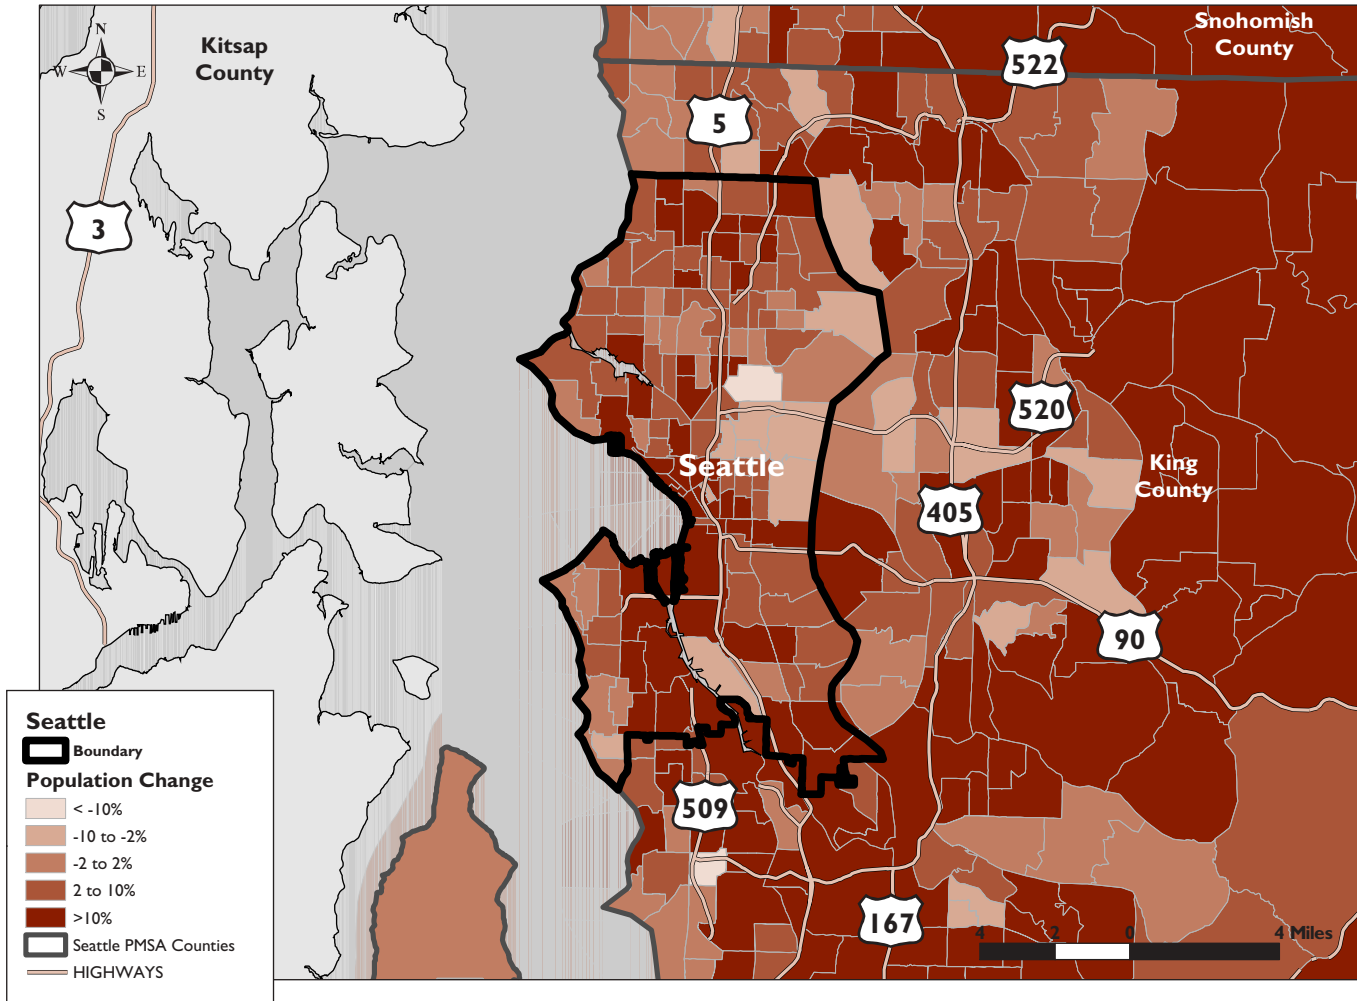 Snohomish
County
Kitsap
County
N
W E
S
522
5
3
520
King
County
Seattle
405
90
509
167
4 2 0 4 Miles
Seattle
Boundary
Population Change
< -10%
-10 to -2%
-2 to 2%
2 to 10%
>10%
Seattle PMSA Counties
HIGHWAYS